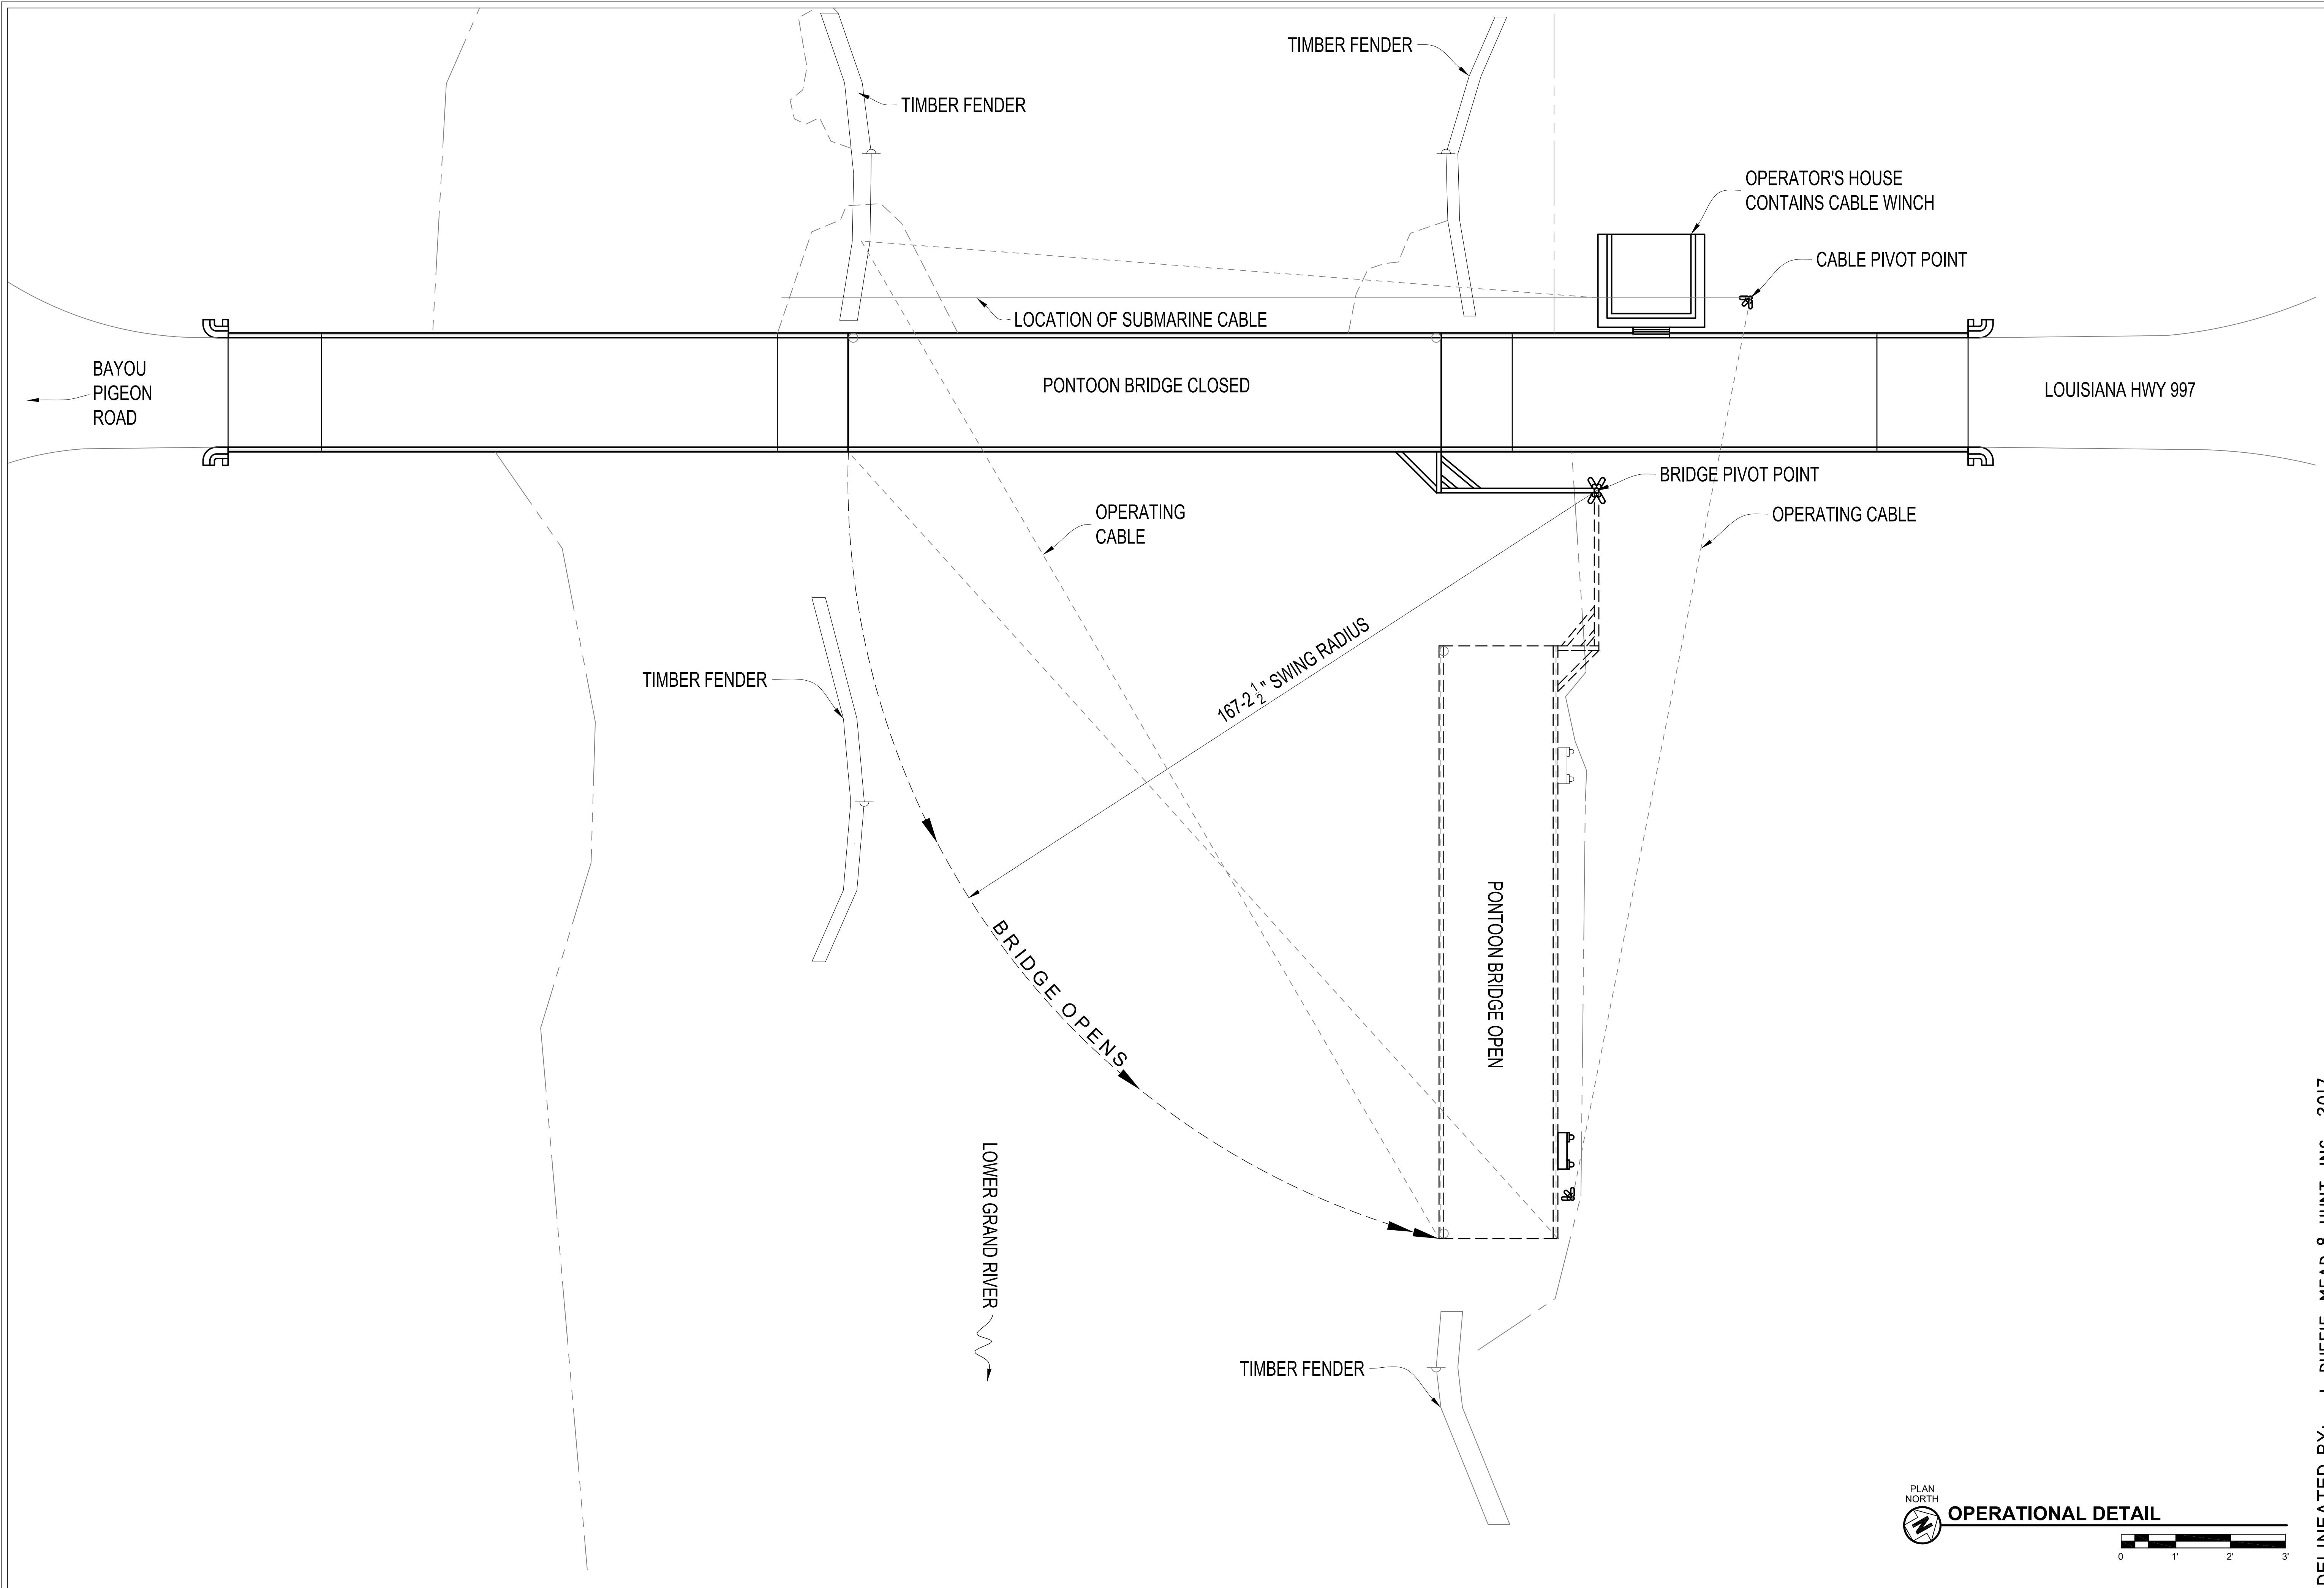 TIMBER FENDER
TIMBER FENDER
OPERATOR'S HOUSE
CONTAINS CABLE WINCH
CABLE PIVOT POINT
LOCATION OF SUBMARINE CABLE
BAYOU
PIGEON
ROAD
PONTOON BRIDGE CLOSED
LOUISIANA HWY 997
BRIDGE PIVOT POINT
OPERATING
CABLE
OPERATING CABLE
167-2 1/2" SWING RADIUS
TIMBER FENDER
BRIDGE OPENS
PONTOON BRIDGE OPEN
LOWER GRAND RIVER
TIMBER FENDER
PLAN
NORTH
N
OPERATIONAL DETAIL
0 1' 2' 3'